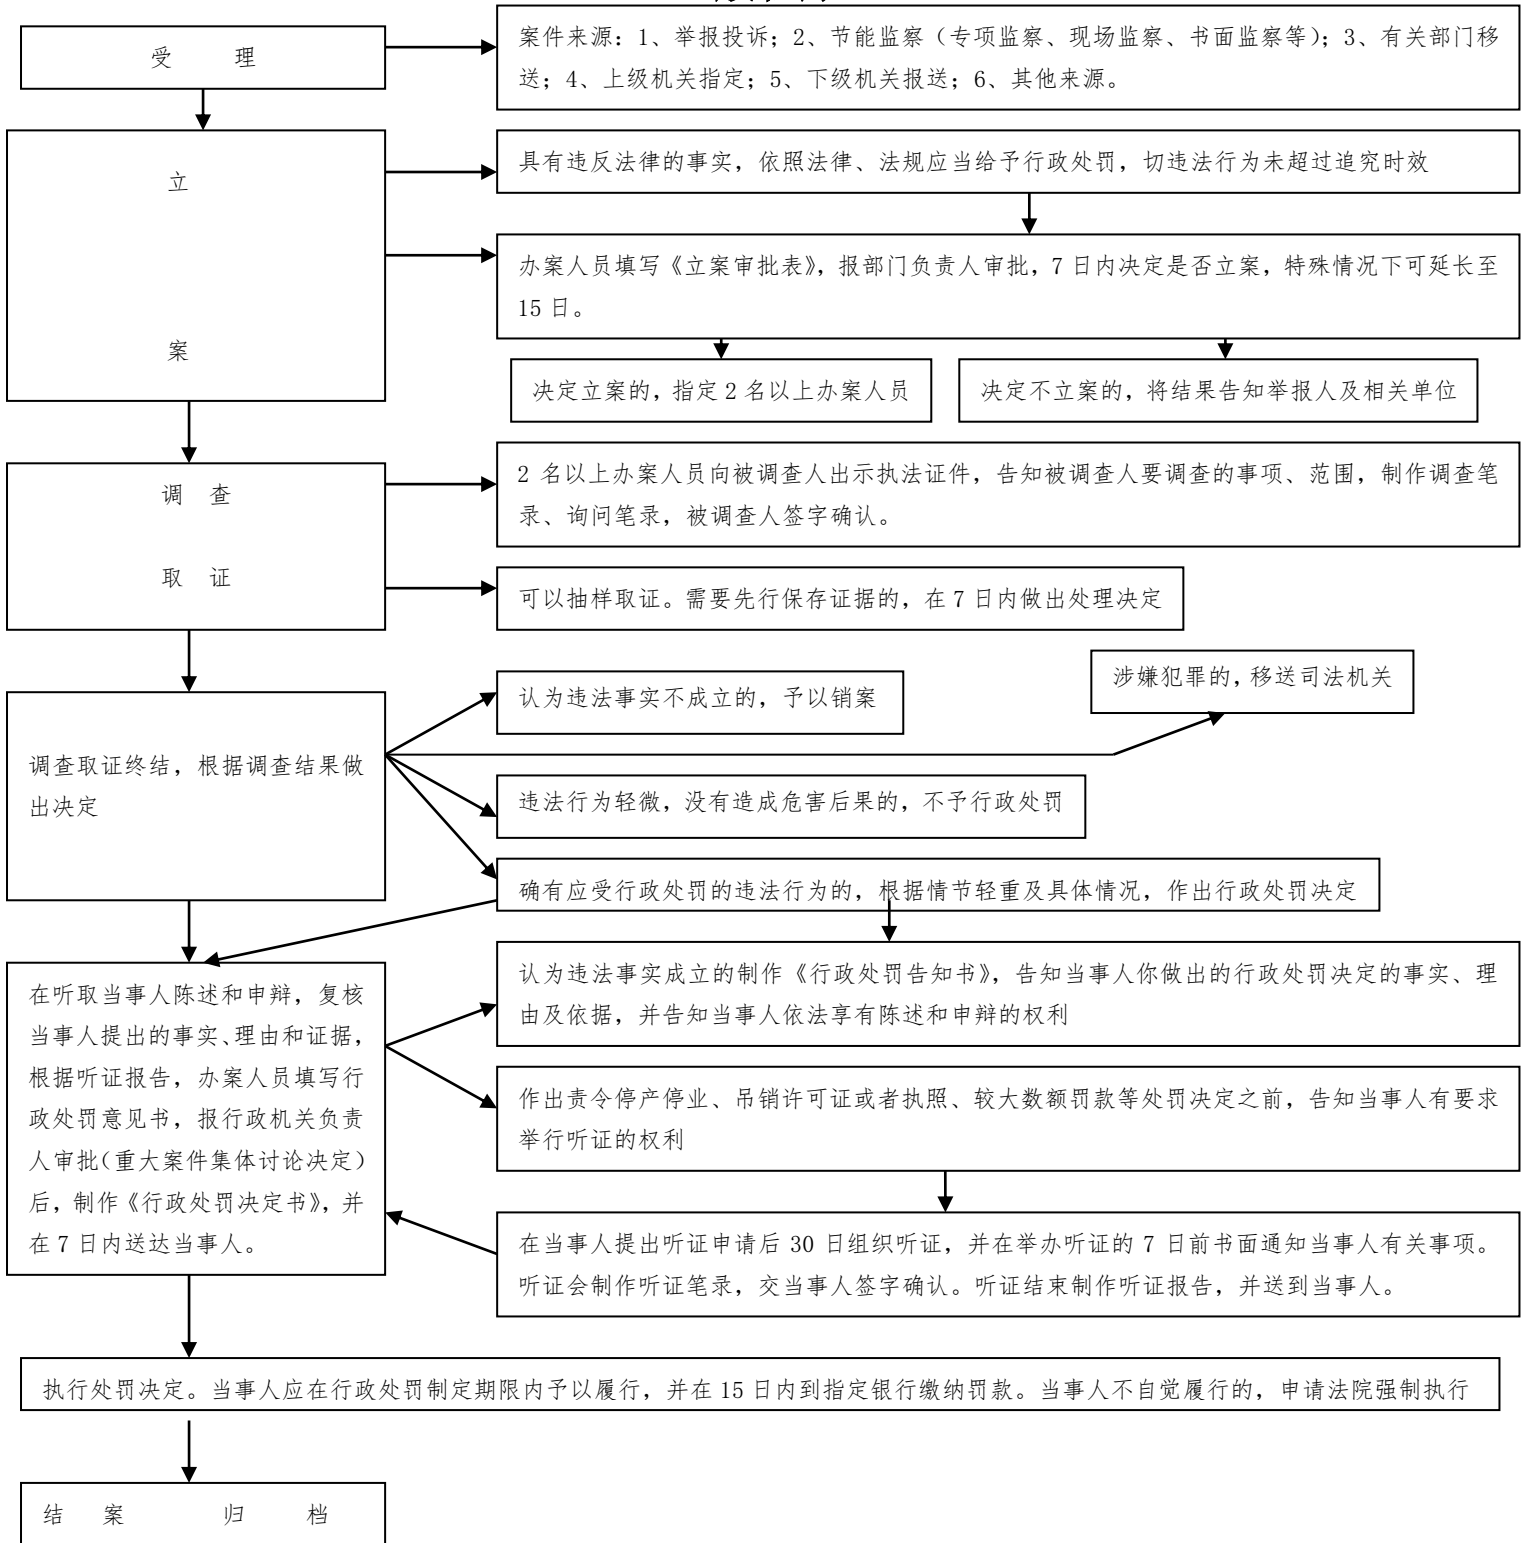 受 理
案件来源：1、举报投诉；2、节能监察（专项监察、现场监察、书面监察等）；3、有关部门移
送；4、上级机关指定；5、下级机关报送；6、其他来源。
立
案
具有违反法律的事实，依照法律、法规应当给予行政处罚，切违法行为未超过追究时效
办案人员填写《立案审批表》，报部门负责人审批，7 日内决定是否立案，特殊情况下可延长至
15 日。
决定立案的，指定 2 名以上办案人员
决定不立案的，将结果告知举报人及相关单位
调 查
取 证
2 名以上办案人员向被调查人出示执法证件，告知被调查人要调查的事项、范围，制作调查笔
录、询问笔录，被调查人签字确认。
可以抽样取证。需要先行保存证据的，在 7 日内做出处理决定
涉嫌犯罪的，移送司法机关
认为违法事实不成立的，予以销案
调查取证终结，根据调查结果做
出决定
违法行为轻微，没有造成危害后果的，不予行政处罚
确有应受行政处罚的违法行为的，根据情节轻重及具体情况，作出行政处罚决定
在听取当事人陈述和申辩，复核
当事人提出的事实、理由和证据，
根据听证报告，办案人员填写行
政处罚意见书，报行政机关负责
人审批（重大案件集体讨论决定）
后，制作《行政处罚决定书》，并
在 7 日内送达当事人。
认为违法事实成立的制作《行政处罚告知书》，告知当事人你做出的行政处罚决定的事实、理
由及依据，并告知当事人依法享有陈述和申辩的权利
作出责令停产停业、吊销许可证或者执照、较大数额罚款等处罚决定之前，告知当事人有要求
举行听证的权利
在当事人提出听证申请后 30 日组织听证，并在举办听证的 7 日前书面通知当事人有关事项。
听证会制作听证笔录，交当事人签字确认。听证结束制作听证报告，并送到当事人。
执行处罚决定。当事人应在行政处罚制定期限内予以履行，并在 15 日内到指定银行缴纳罚款。当事人不自觉履行的，申请法院强制执行
结 案 归 档